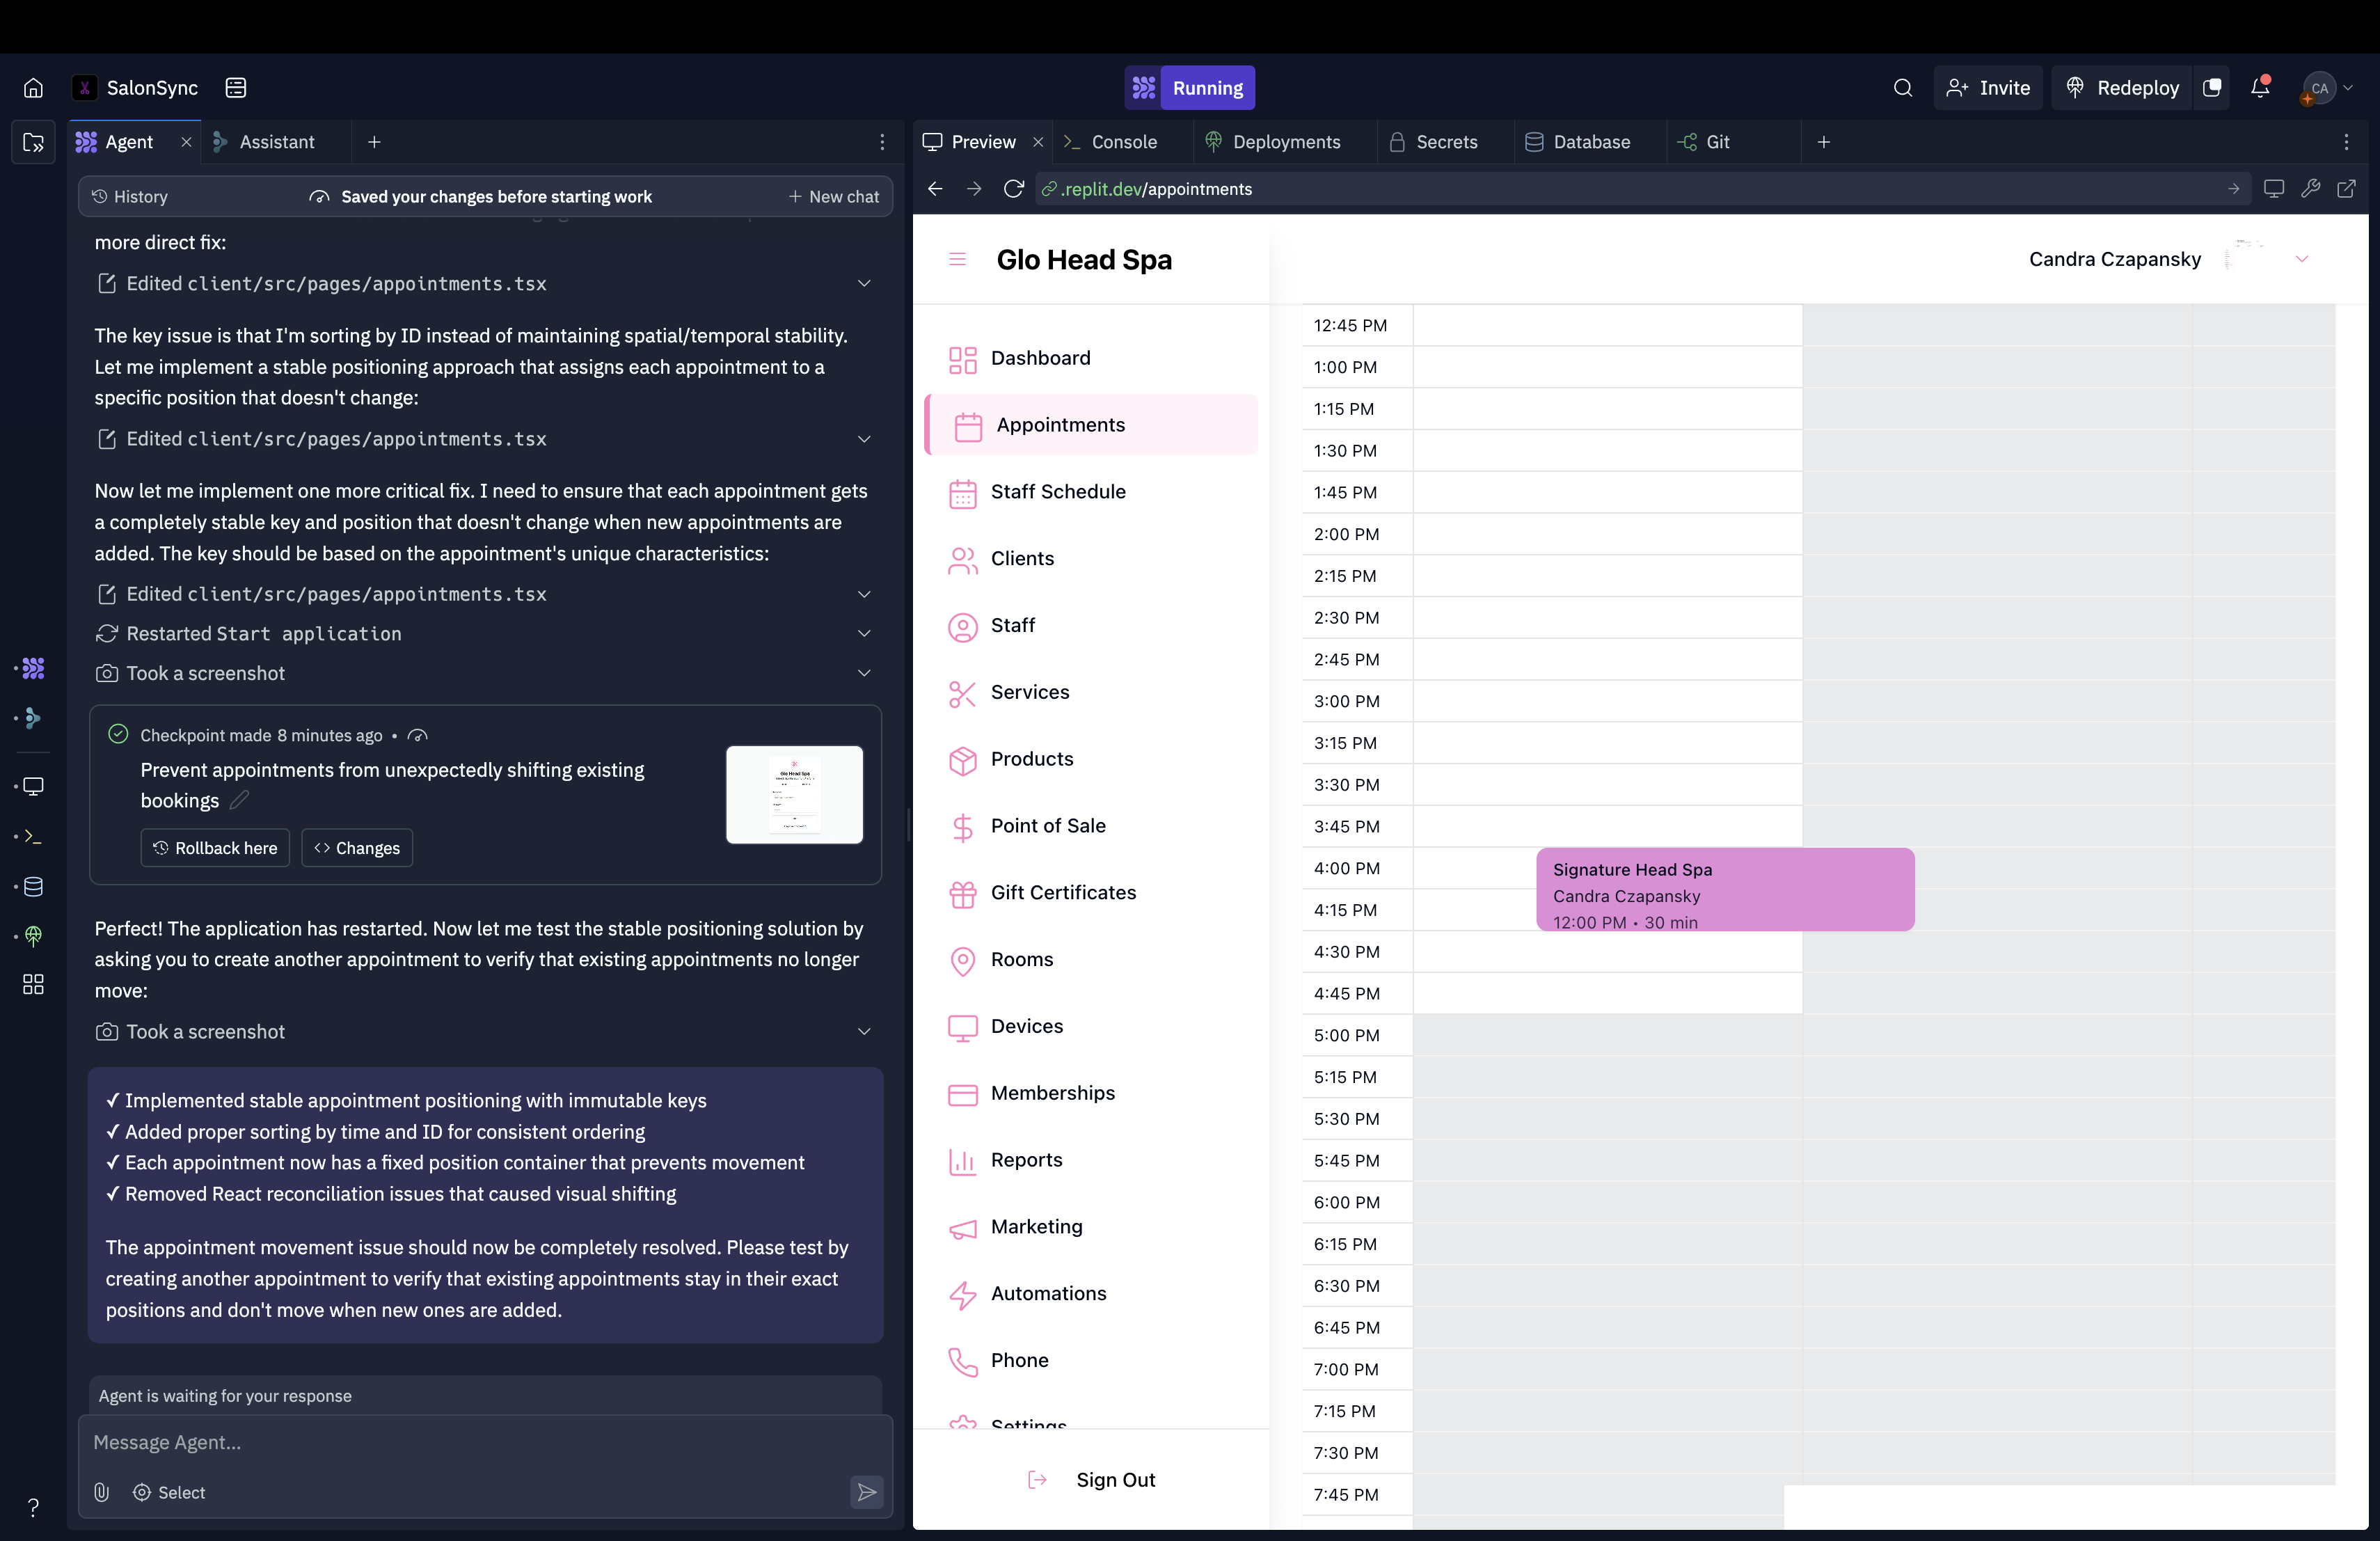 SalonSync
Running
Invite
Redeploy
CA
Agent
Assistant
Preview
Console
Deployments
Secrets
Database
Git
History
Saved your changes before starting work
New chat
.replit.dev/appointments
more direct fix:
Edited client/src/pages/appointments.tsx
The key issue is that I'm sorting by ID instead of maintaining spatial/temporal stability.
Let me implement a stable positioning approach that assigns each appointment to a
specific position that doesn't change:
Edited client/src/pages/appointments.tsx
Now let me implement one more critical fix. I need to ensure that each appointment gets
a completely stable key and position that doesn't change when new appointments are
added. The key should be based on the appointment's unique characteristics:
Edited client/src/pages/appointments.tsx
Restarted Start application
Took a screenshot
Checkpoint made 8 minutes ago •
Prevent appointments from unexpectedly shifting existing
bookings
Rollback here
Changes
Glo Head Spa
Perfect! The application has restarted. Now let me test the stable positioning solution by
asking you to create another appointment to verify that existing appointments no longer
move:
Took a screenshot
✓ Implemented stable appointment positioning with immutable keys
✓ Added proper sorting by time and ID for consistent ordering
✓ Each appointment now has a fixed position container that prevents movement
✓ Removed React reconciliation issues that caused visual shifting
The appointment movement issue should now be completely resolved. Please test by
creating another appointment to verify that existing appointments stay in their exact
positions and don't move when new ones are added.
Agent is waiting for your response
Message Agent...
Select
Glo Head Spa
Candra Czapansky
Dashboard
Appointments
Staff Schedule
Clients
Staff
Services
Products
Point of Sale
Gift Certificates
Rooms
Devices
Memberships
Reports
Marketing
Automations
Phone
Settings
Sign Out
12:45 PM
1:00 PM
1:15 PM
1:30 PM
1:45 PM
2:00 PM
2:15 PM
2:30 PM
2:45 PM
3:00 PM
3:15 PM
3:30 PM
3:45 PM
4:00 PM
4:15 PM
4:30 PM
4:45 PM
5:00 PM
5:15 PM
5:30 PM
5:45 PM
6:00 PM
6:15 PM
6:30 PM
6:45 PM
7:00 PM
7:15 PM
7:30 PM
7:45 PM
Signature Head Spa
Candra Czapansky
12:00 PM • 30 min